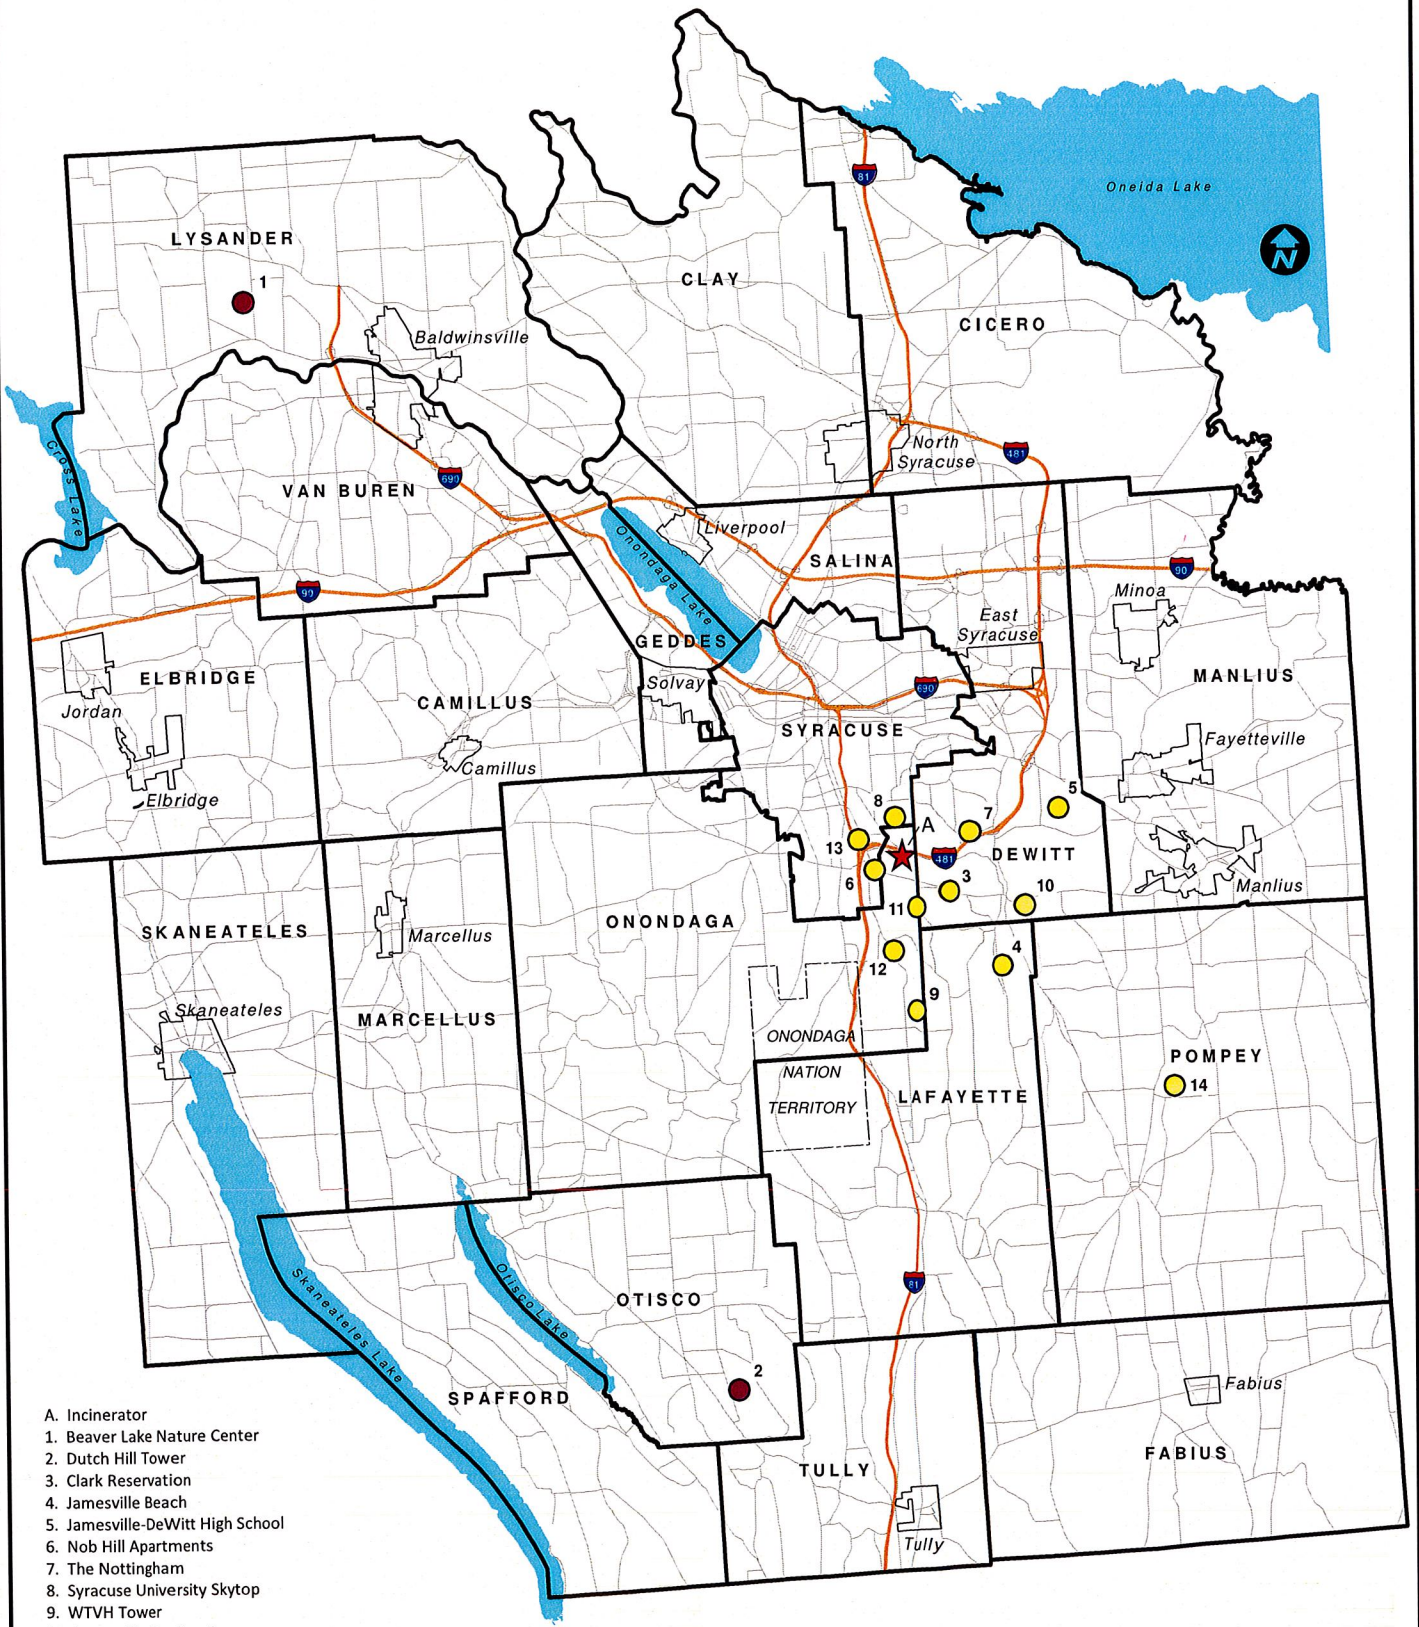 81
Oneida Lake
N
LYSANDER
1
CLAY
CICERO
Baldwinsville
Cross Lake
North
Syracuse
481
690
VAN BUREN
Liverpool
Onondaga Lake
SALINA
90
90
Minoa
East
Syracuse
GEDDES
ELBRIDGE
Solvay
690
MANLIUS
CAMILLUS
Jordan
SYRACUSE
Fayetteville
Camillus
Elbridge
5
8
A
7
13
481
DEWITT
6
3
Manlius
10
11
SKANEATELES
ONONDAGA
Marcellus
4
12
9
Skaneateles
MARCELLUS
ONONDAGA
POMPEY
NATION
14
LAFAYETTE
TERRITORY
81
Skaneateles Lake
Otisco Lake
OTISCO
2
SPAFFORD
Fabius
FABIUS
TULLY
Tully
A. Incinerator
1. Beaver Lake Nature Center
2. Dutch Hill Tower
3. Clark Reservation
4. Jamesville Beach
5. Jamesville-DeWitt High School
6. Nob Hill Apartments
7. The Nottingham
8. Syracuse University Skytop
9. WTVH Tower